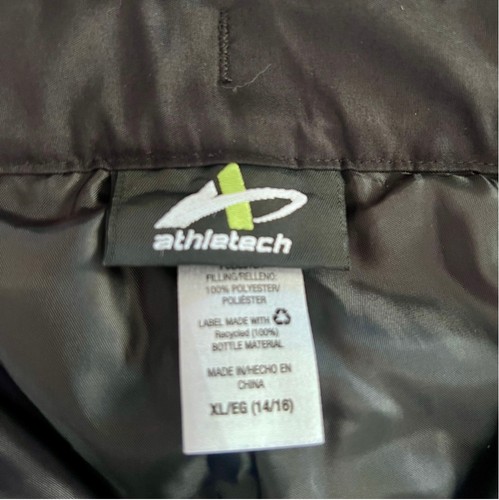 athletech
FILLING/RELLENO:
100% POLYESTER/
POLIÉSTER
LABEL MADE WITH
Recycled (100%)
BOTTLE MATERIAL
MADE IN/HECHO EN
CHINA
XL/EG (14/16)